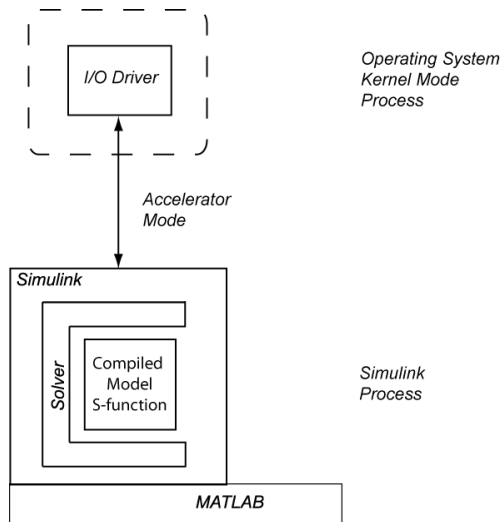 I/O Driver
Operating System
Kernel Mode
Process
Accelerator
Mode
Simulink
Solver
Compiled
Model
S-function
Simulink
Process
MATLAB